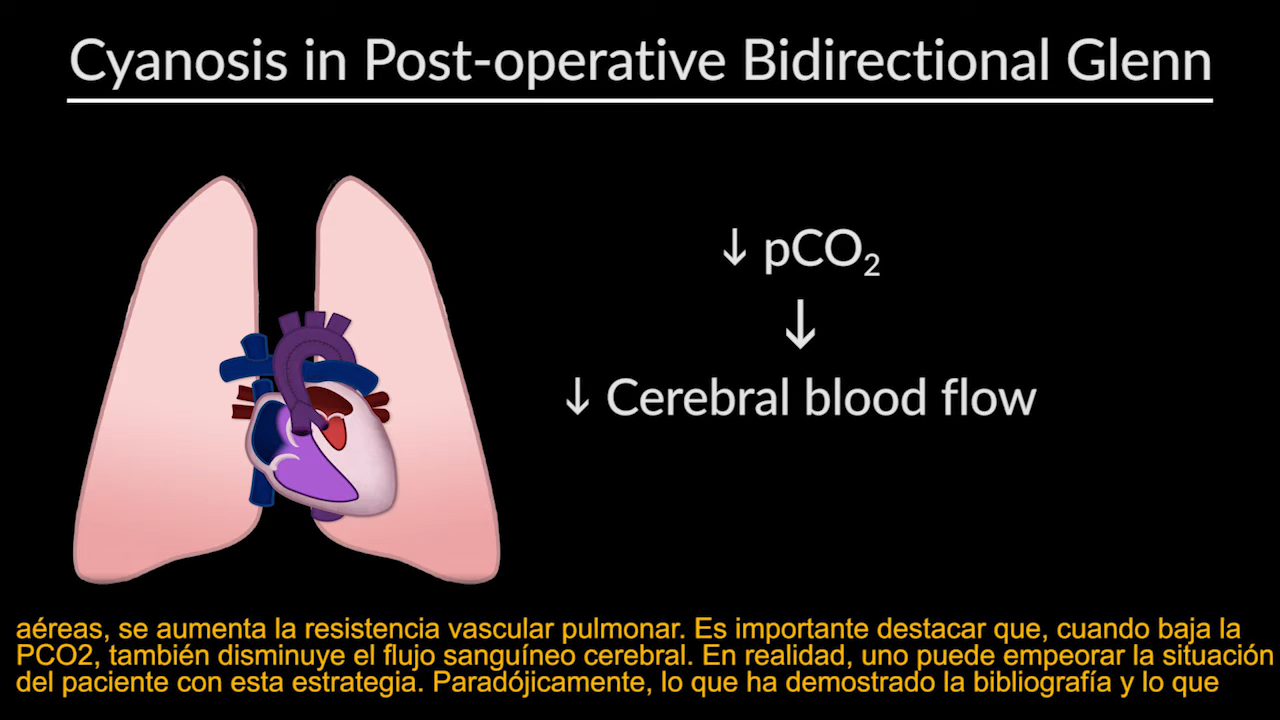 Cyanosis in Post-operative Bidirectional Glenn
↓ pCO₂
↓
↓ Cerebral blood flow
aéreas, se aumenta la resistencia vascular pulmonar. Es importante destacar que, cuando baja la
PCO2, también disminuye el flujo sanguíneo cerebral. En realidad, uno puede empeorar la situación
del paciente con esta estrategia. Paradójicamente, lo que ha demostrado la bibliografía y lo que